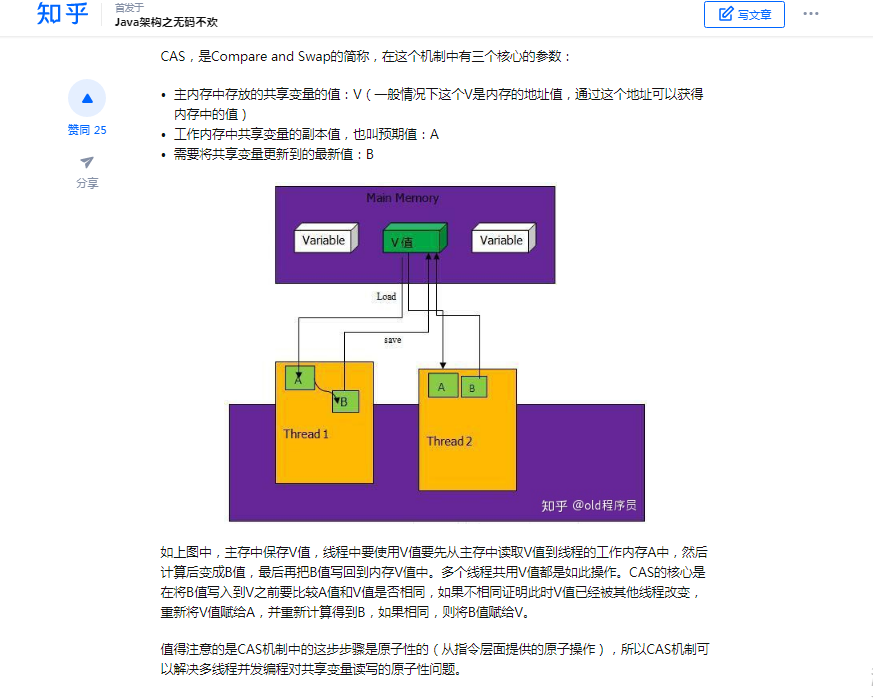 知乎
首发于
Java架构之无码不欢
写文章
CAS，是Compare and Swap的简称，在这个机制中有三个核心的参数：
• 主内存中存放的共享变量的值：V（一般情况下这个V是内存的地址值，通过这个地址可以获得
内存中的值）
• 工作内存中共享变量的副本值，也叫预期值：A
• 需要将共享变量更新到的最新值：B
赞同 25
分享
Main Memory
Variable
V 值
Variable
Load
save
A
B
Thread 1
A
B
Thread 2
知乎 @old程序员
如上图中，主存中保存V值，线程中要使用V值要先从主存中读取V值到线程的工作内存A中，然后
计算后变成B值，最后再把B值写回到内存V值中。多个线程共用V值都是如此操作。CAS的核心是
在将B值写入到V之前要比较A值和V值是否相同，如果不相同证明此时V值已经被其他线程改变，
重新将V值赋给A，并重新计算得到B，如果相同，则将B值赋给V。
值得注意的是CAS机制中的这步步骤是原子性的（从指令层面提供的原子操作），所以CAS机制可
以解决多线程并发编程对共享变量读写的原子性问题。